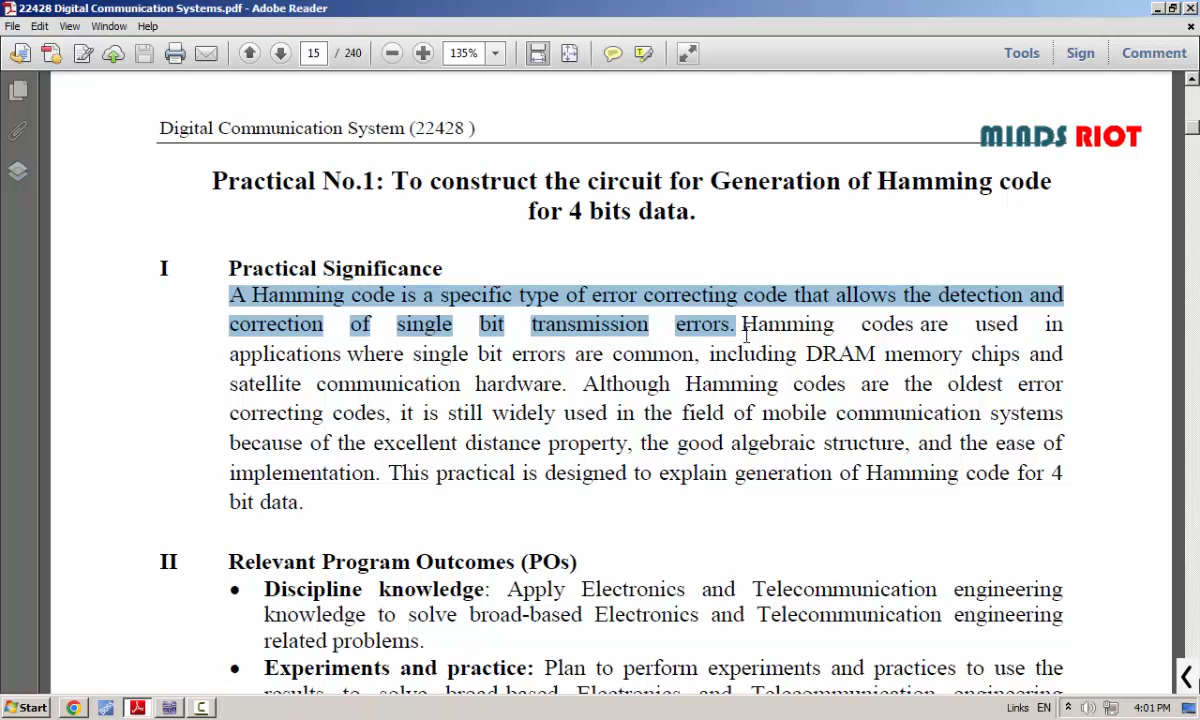 22428 Digital Communication Systems.pdf - Adobe Reader
File Edit View Window Help
15 / 240 135% Tools Sign Comment
Digital Communication System (22428 )
MINDS RIOT
Practical No.1: To construct the circuit for Generation of Hamming code
for 4 bits data.
I Practical Significance
A Hamming code is a specific type of error correcting code that allows the detection and
correction of single bit transmission errors. Hamming codes are used in
applications where single bit errors are common, including DRAM memory chips and
satellite communication hardware. Although Hamming codes are the oldest error
correcting codes, it is still widely used in the field of mobile communication systems
because of the excellent distance property, the good algebraic structure, and the ease of
implementation. This practical is designed to explain generation of Hamming code for 4
bit data.
II Relevant Program Outcomes (POs)
• Discipline knowledge: Apply Electronics and Telecommunication engineering
knowledge to solve broad-based Electronics and Telecommunication engineering
related problems.
• Experiments and practice: Plan to perform experiments and practices to use the
results to solve broad-based Electronics and Telecommunication engineering
Start Links EN 4:01 PM